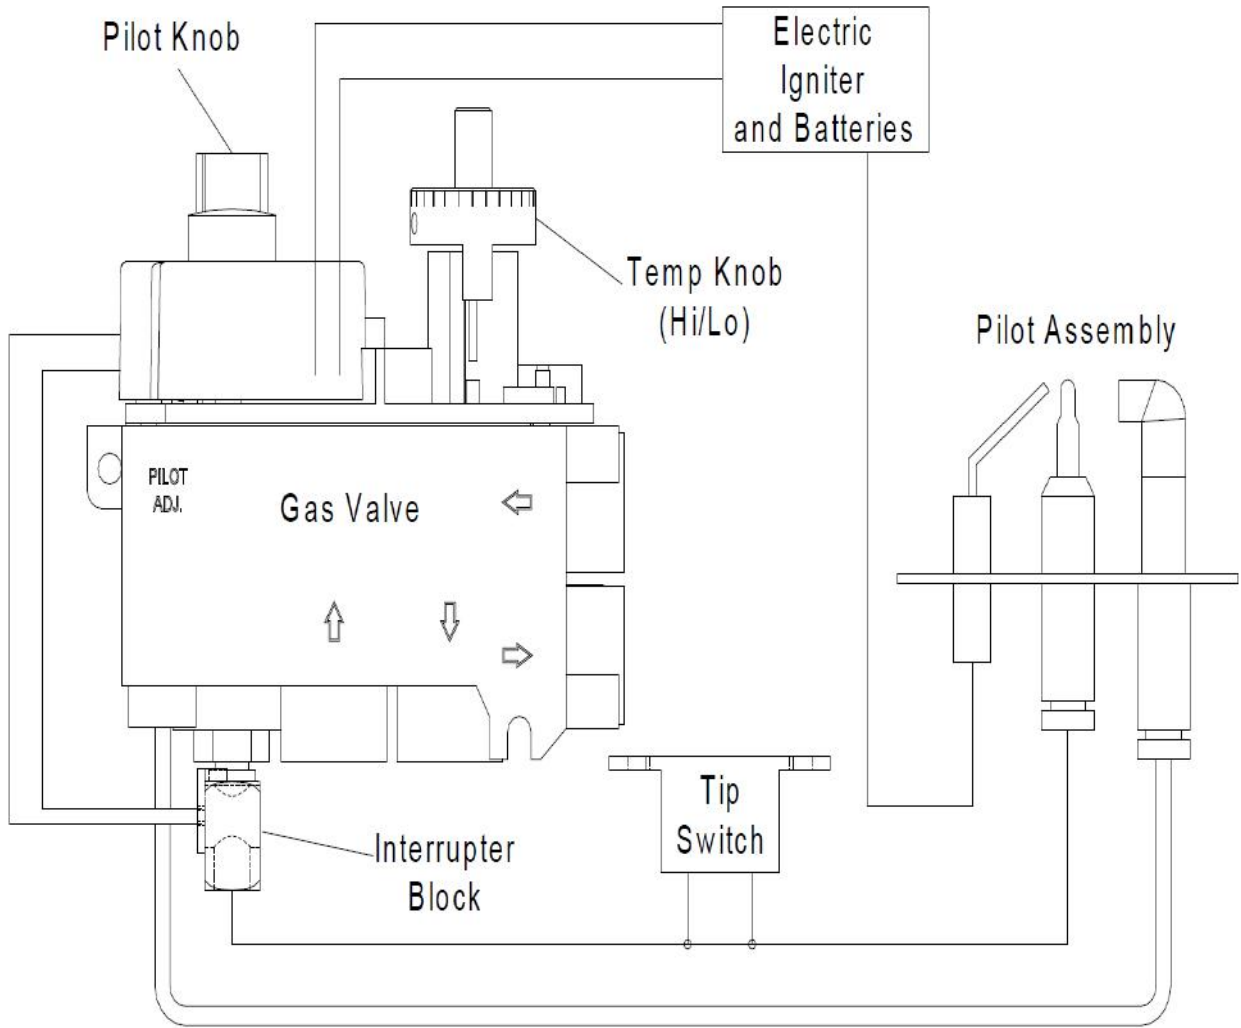 Pilot Knob
Electric
Igniter
and Batteries
Temp Knob
(Hi/Lo)
Pilot Assembly
PILOT
ADJ.
Gas Valve
Tip
Switch
Interrupter
Block